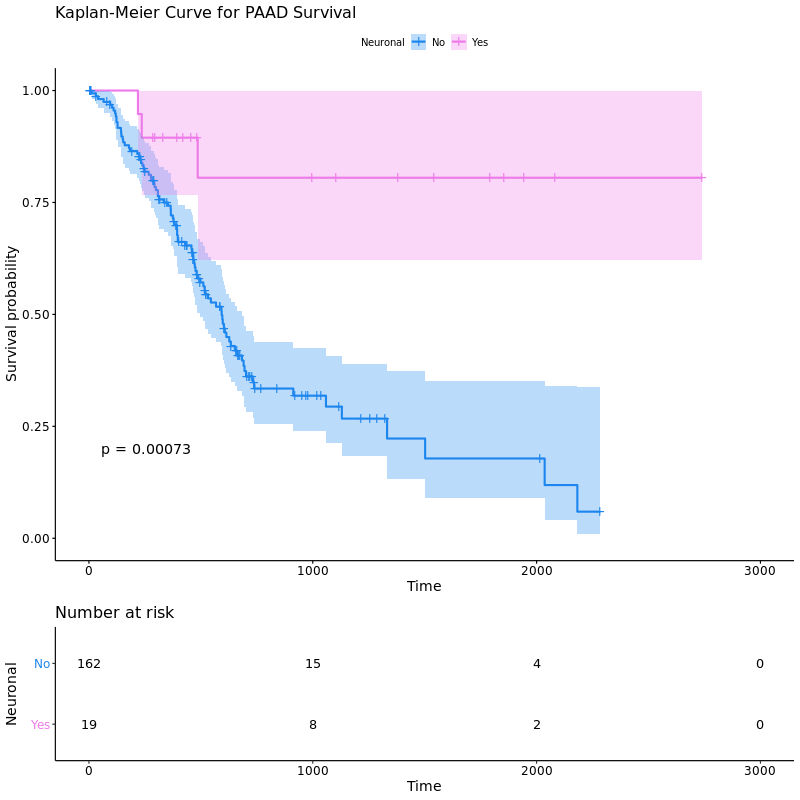 Kaplan-Meier Curve for PAAD Survival
Neuronal No Yes
1.00
0.75
0.50
0.25
0.00
Survival probability
p = 0.00073
0 1000 2000 3000
Time
Number at risk
Neuronal
No 162 15 4 0
Yes 19 8 2 0
0 1000 2000 3000
Time